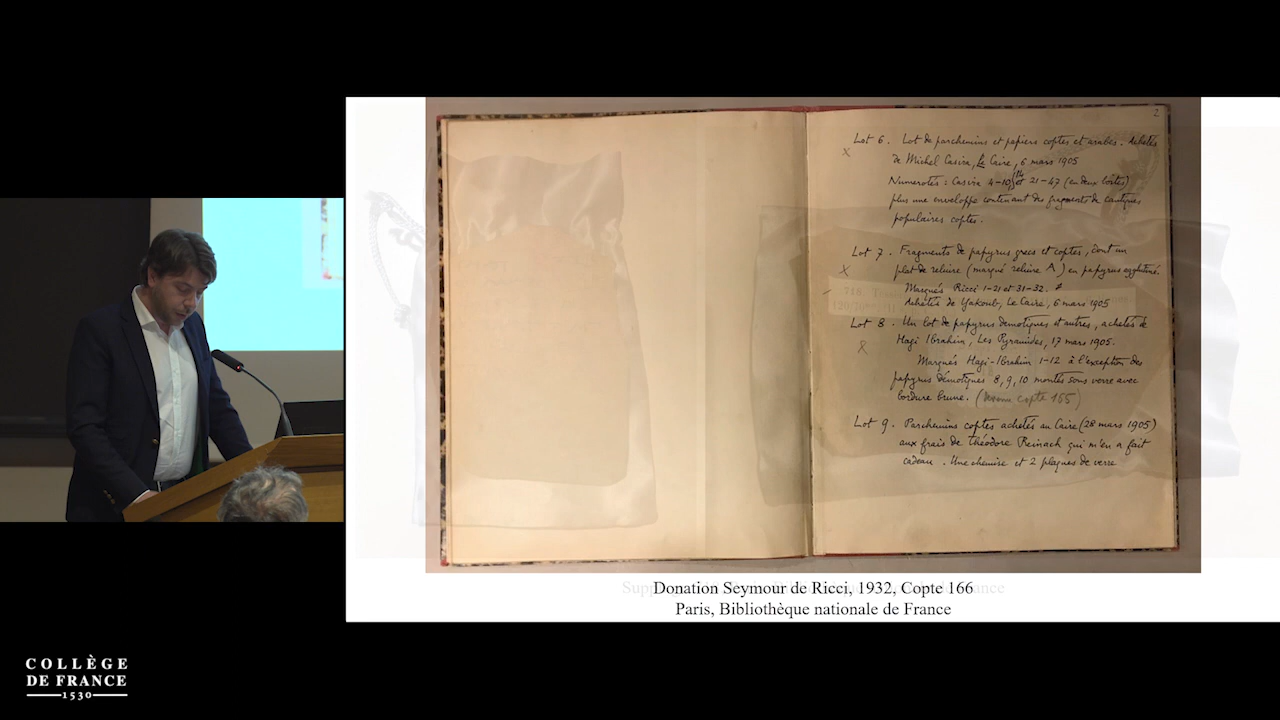 2
Lot 6. Lot de parchemins et papiers coptes et arabes. Achetés
de Michel Casira, Le Caire, 6 mars 1905
Numerotés: Casira 4-10, 14 et 21-47 (en deux boîtes)
plus une enveloppe contenant des fragments de cantiques
populaires coptes.
Lot 7. Fragments de papyrus grecs et coptes, dont un
plat de reliure (marqué reliure A) en papyrus agglutiné.
Marqués Ricci 1-21 et 31-32.
Achetés de Yakoub, Le Caire, 6 mars 1905
Lot 8. Un lot de papyrus demotiques et autres, achetés de
Hagi Ibrahim, Les Pyramides, 17 mars 1905.
Marqués Hagi-Ibrahim 1-12 à l'exception des
papyrus démotiques 8, 9, 10 montés sous verre avec
bordure brune. (copte 165)
Lot 9. Parchemins coptes achetés au Caire (28 mars 1905)
aux frais de Théodore Reinach qui m'en a fait
cadeau. Une chemise et 2 plaques de verre
Donation Seymour de Ricci, 1932, Copte 166
Paris, Bibliothèque nationale de France
COLLÈGE
DE FRANCE
1530